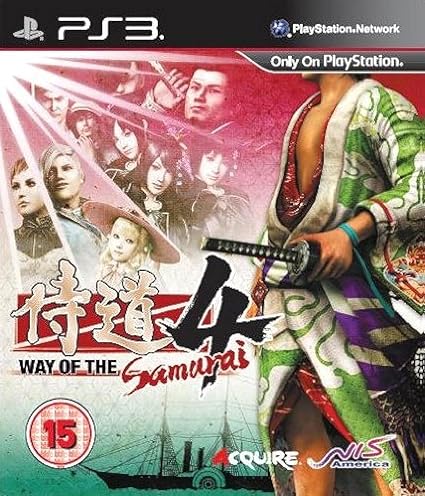 PS3
PlayStation®Network
Only On PlayStation®
侍道4
WAY OF THE Samurai
15
ACQUIRE
NIS
America